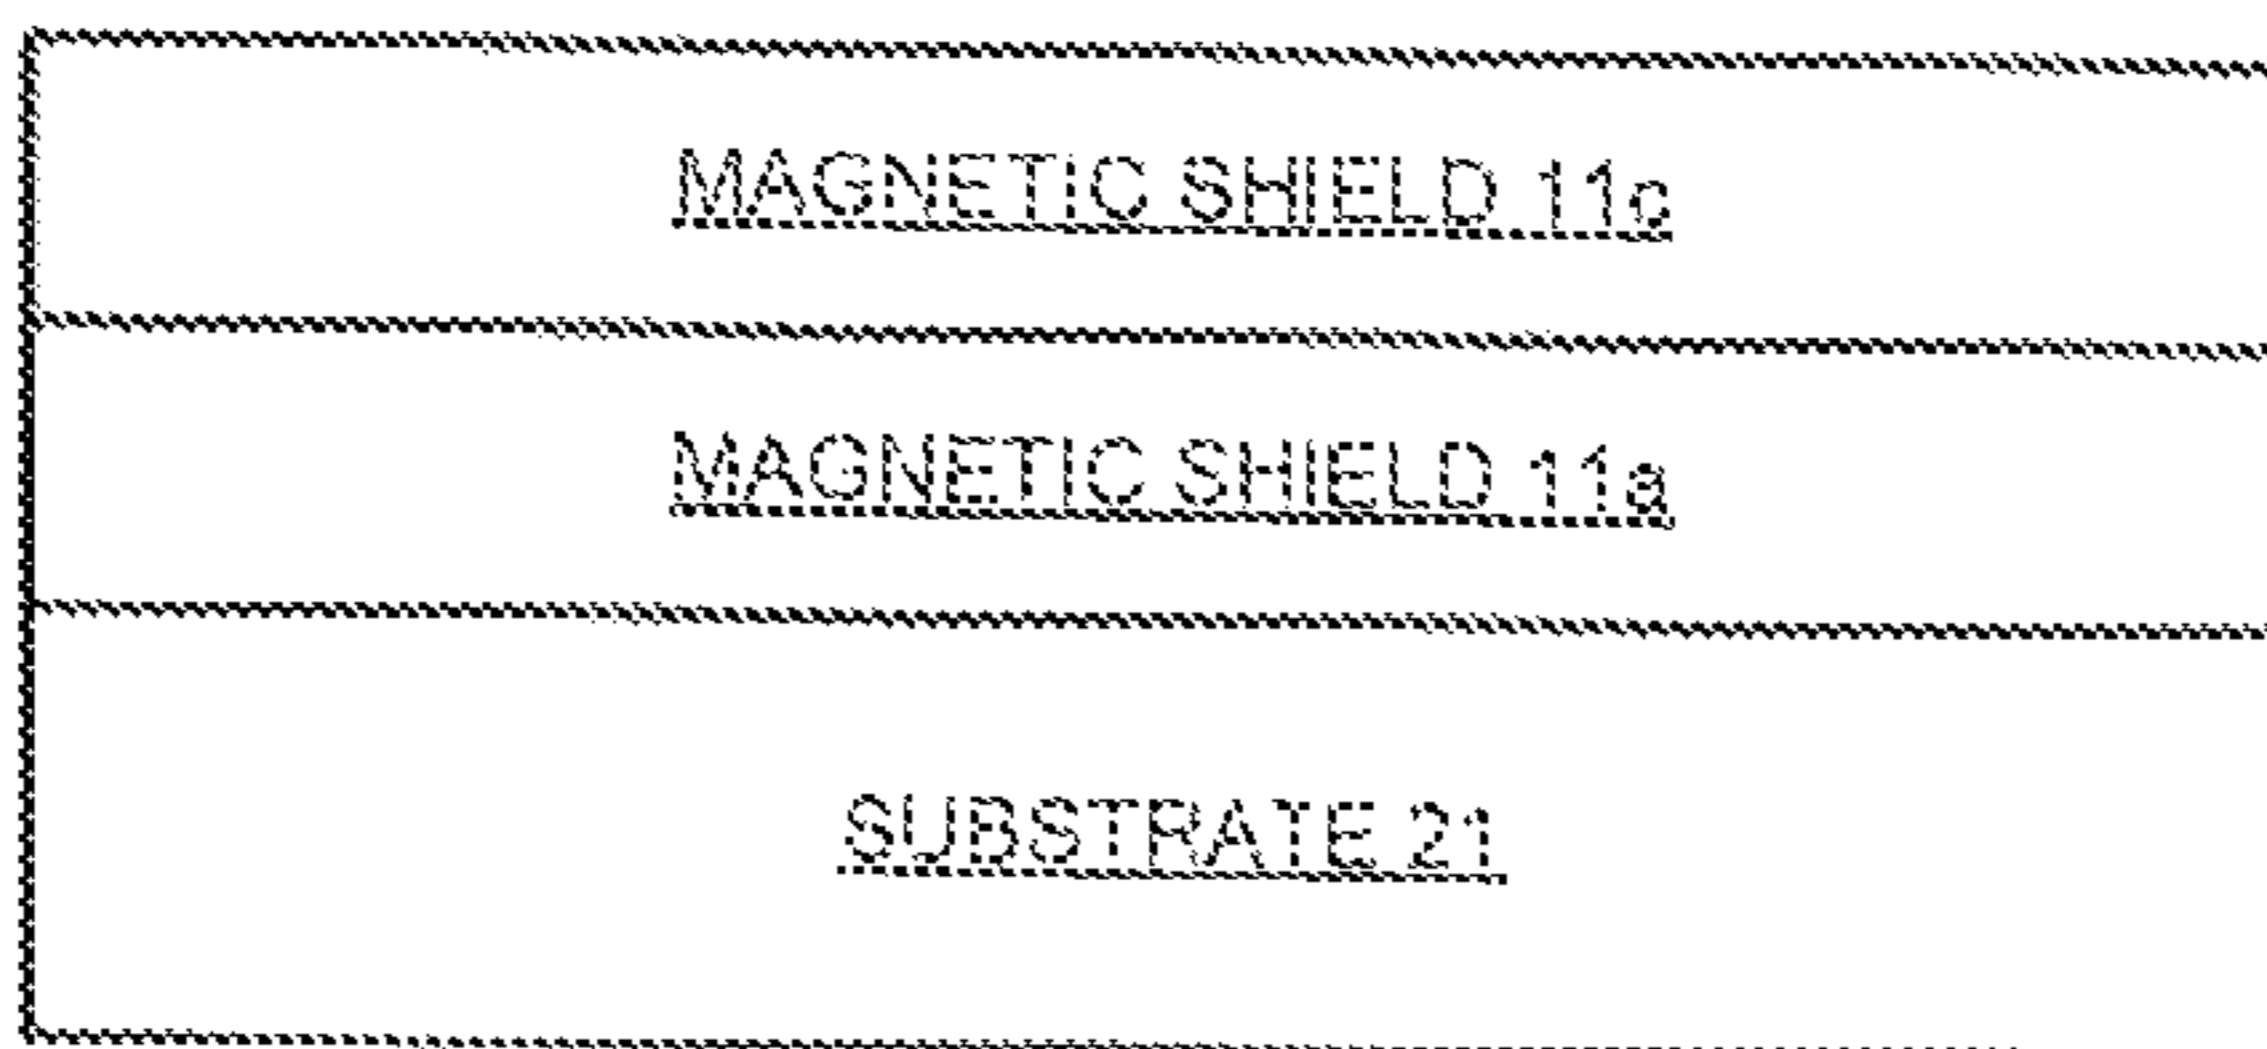 MAGNETIC SHIELD 11c
MAGNETIC SHIELD 11a
SUBSTRATE 21